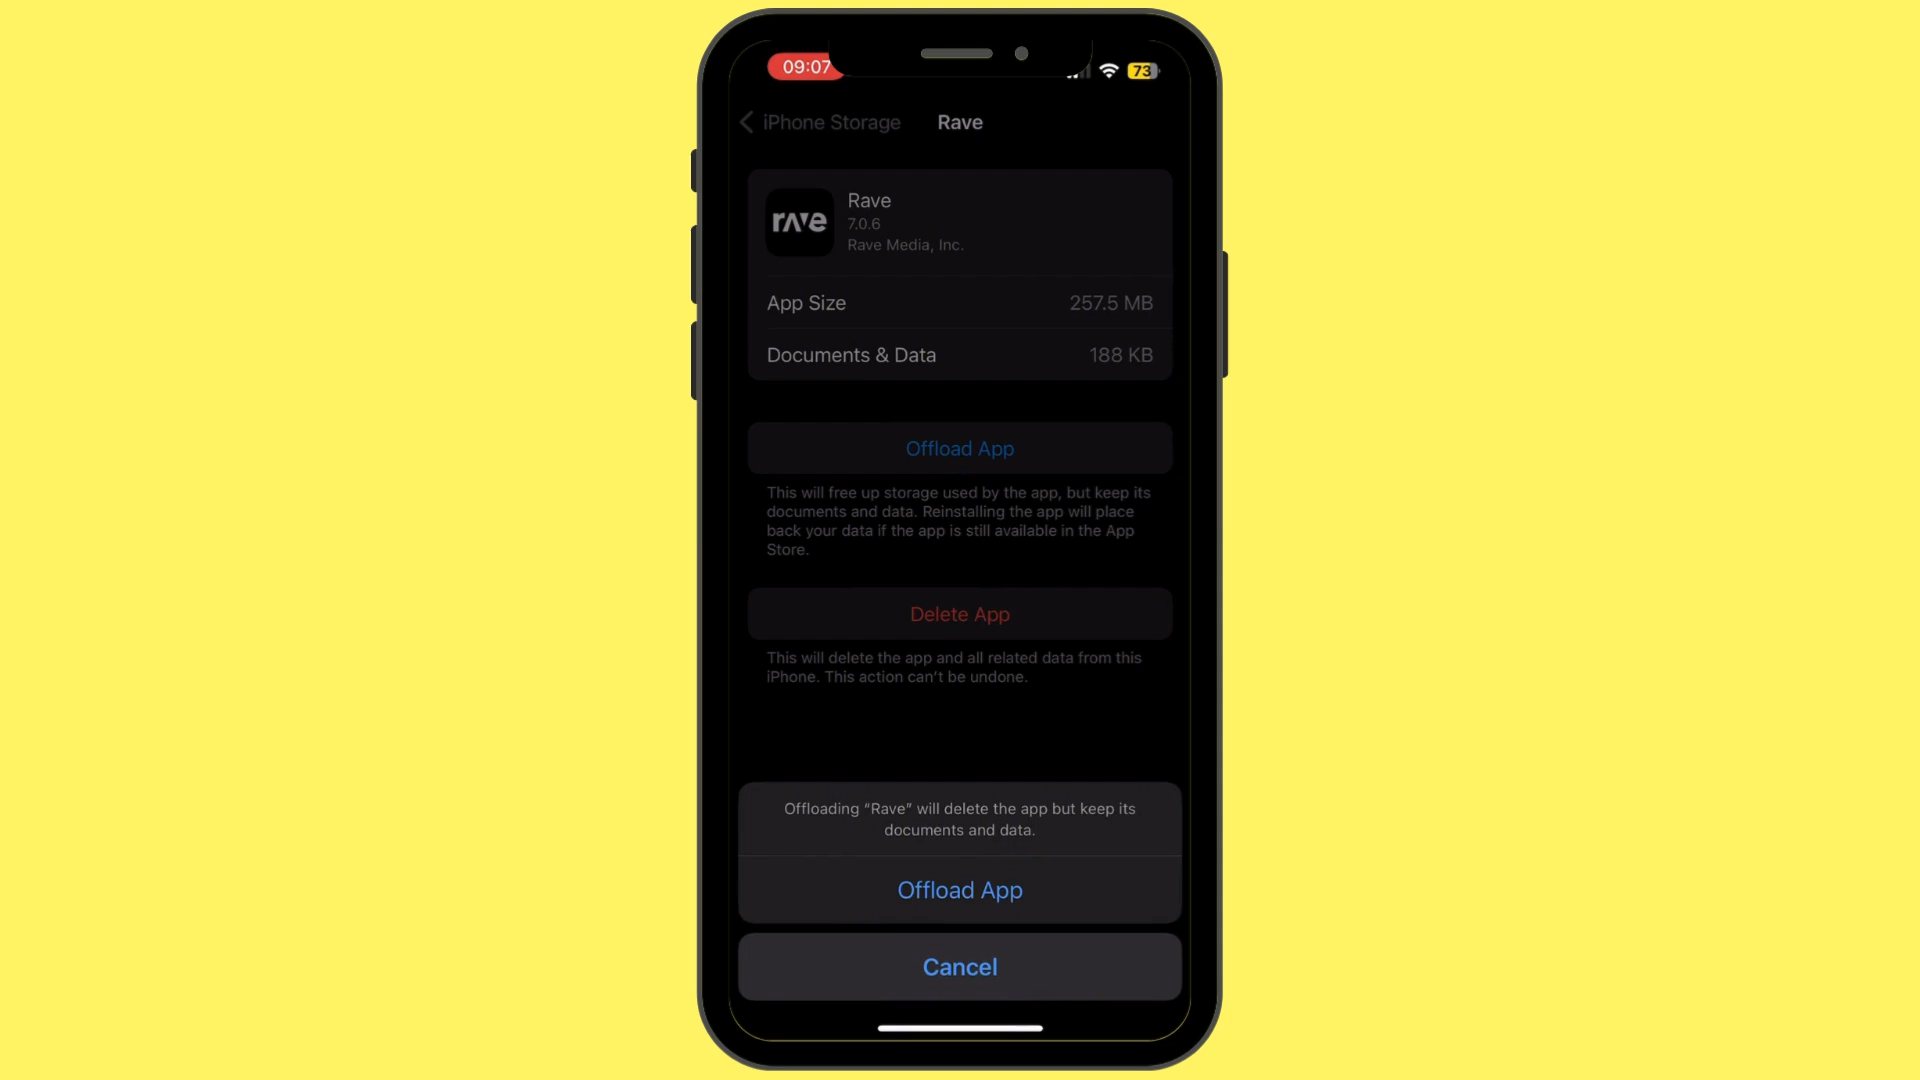 09:07
73
iPhone Storage
Rave
rave
Rave
7.0.6
Rave Media, Inc.
App Size
257.5 MB
Documents & Data
188 KB
Offload App
This will free up storage used by the app, but keep its
documents and data. Reinstalling the app will place
back your data if the app is still available in the App
Store.
Delete App
This will delete the app and all related data from this
iPhone. This action can't be undone.
Offloading “Rave” will delete the app but keep its
documents and data.
Offload App
Cancel